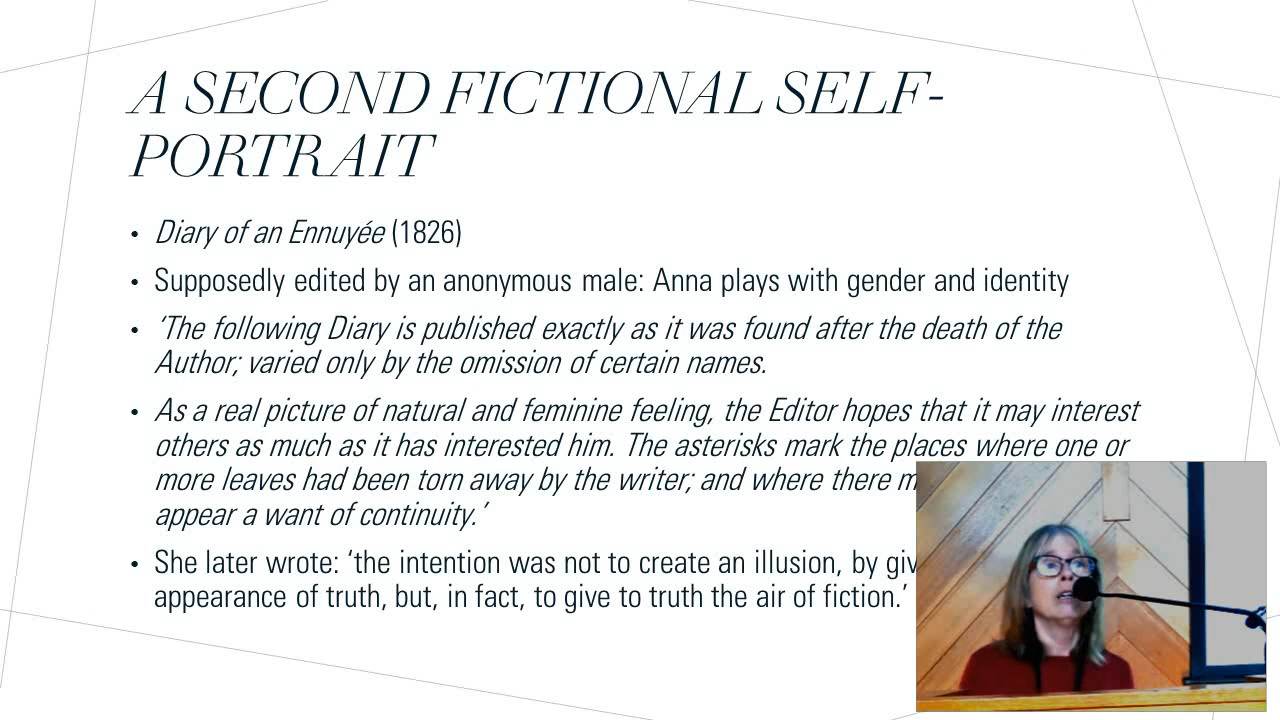 A SECOND FICTIONAL SELF-
PORTRAIT
• Diary of an Ennuyée (1826)
• Supposedly edited by an anonymous male: Anna plays with gender and identity
• ‘The following Diary is published exactly as it was found after the death of the
Author; varied only by the omission of certain names.
• As a real picture of natural and feminine feeling, the Editor hopes that it may interest
others as much as it has interested him. The asterisks mark the places where one or
more leaves had been torn away by the writer; and where there
appear a want of continuity.’
• She later wrote: ‘the intention was not to create an illusion, by
appearance of truth, but, in fact, to give to truth the air of fiction.’